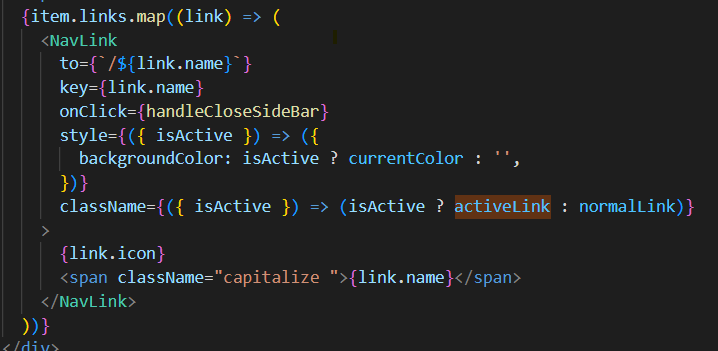 {item.links.map((link) => (
<NavLink
to={`/${link.name}`}
key={link.name}
onClick={handleCloseSideBar}
style={({ isActive }) => ({
backgroundColor: isActive ? currentColor : '',
})}
className={({ isActive }) => (isActive ? activeLink : normalLink)}
>
{link.icon}
<span className="capitalize ">{link.name}</span>
</NavLink>
))}
</div>